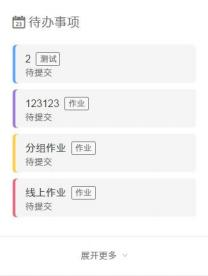 23 待办事项
2 测试
待提交
123123 作业
待提交
分组作业 作业
待提交
线上作业 作业
待提交
展开更多